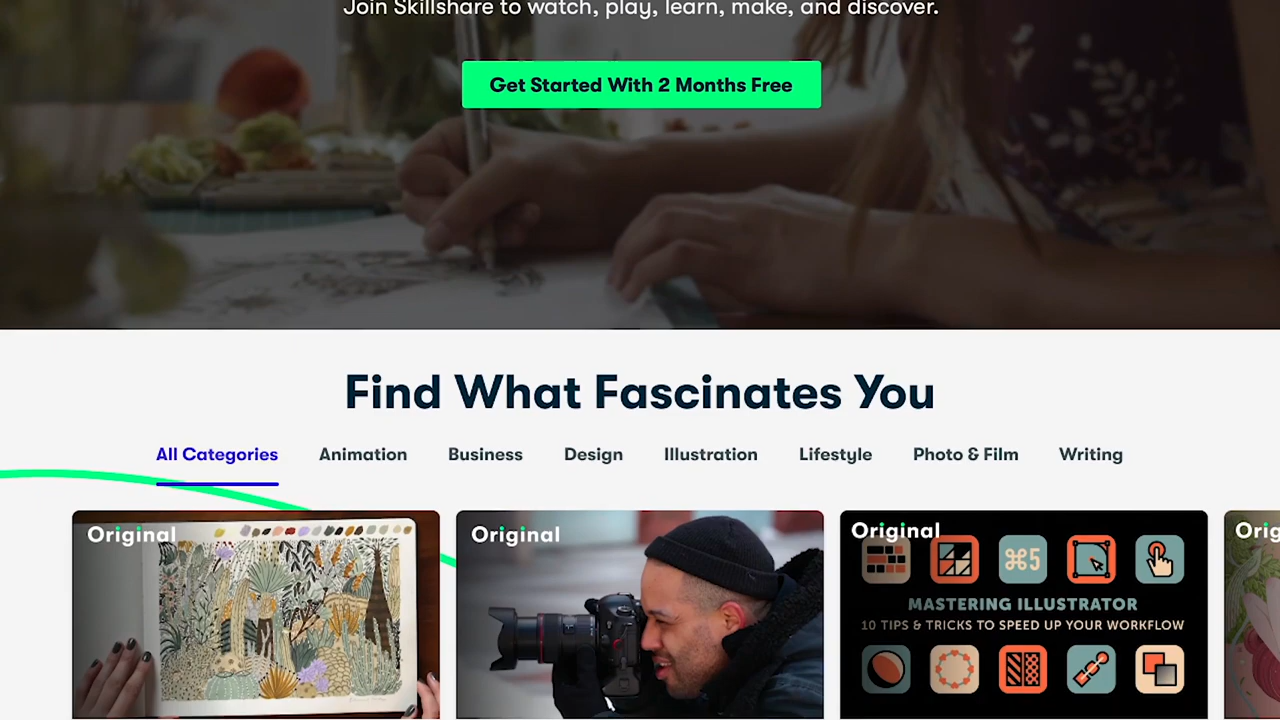 Join Skillshare to watch, play, learn, make, and discover.
Get Started With 2 Months Free
Find What Fascinates You
All Categories Animation Business Design Illustration Lifestyle Photo & Film Writing
Original Original Original Orig
⌘5
MASTERING ILLUSTRATOR
10 TIPS & TRICKS TO SPEED UP YOUR WORKFLOW